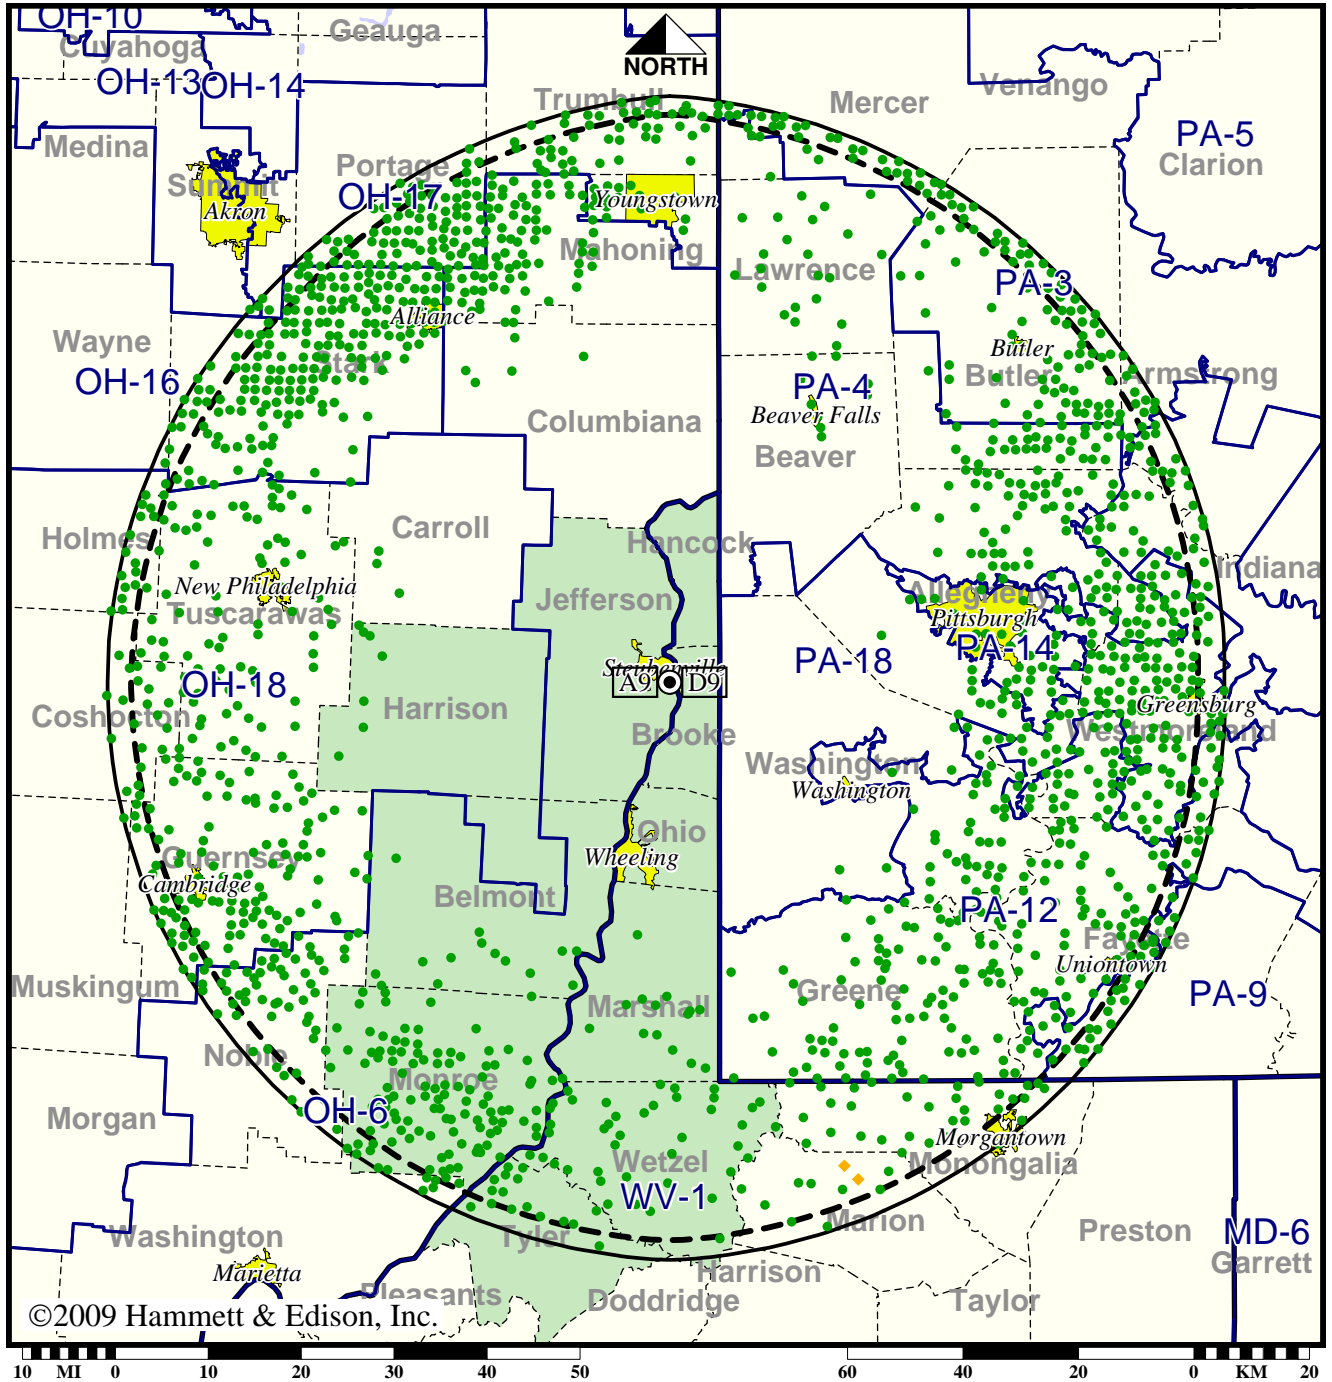 OH-10
Geauga
Cuyahoga
NORTH
OH-13
OH-14
Venango
Trumbull
Mercer
PA-5
Medina
Clarion
Portage
Summit
OH-17
Youngstown
Akron
Mahoning
Lawrence
PA-3
Alliance
Wayne
Butler
Stark
Butler
Armstrong
OH-16
PA-4
Beaver Falls
Columbiana
Beaver
Carroll
Holmes
Hancock
Indiana
New Philadelphia
Allegheny
Jefferson
Tuscarawas
Pittsburgh
PA-14
PA-18
Steubenville
OH-18
A9
D9
Greensburg
Harrison
Coshocton
Westmoreland
Brooke
Washington
Washington
Ohio
Guernsey
Wheeling
Cambridge
Belmont
PA-12
Fayette
Uniontown
Muskingum
Greene
PA-9
Marshall
Noble
Monroe
OH-6
Morgan
Morgantown
Wetzel
Monongalia
WV-1
Marion
Washington
Tyler
Preston
MD-6
Garrett
Marietta
Harrison
Pleasants
Doddridge
Taylor
©2009 Hammett & Edison, Inc.
10 MI 0 10 20 30 40 50 60 40 20 0 KM 20